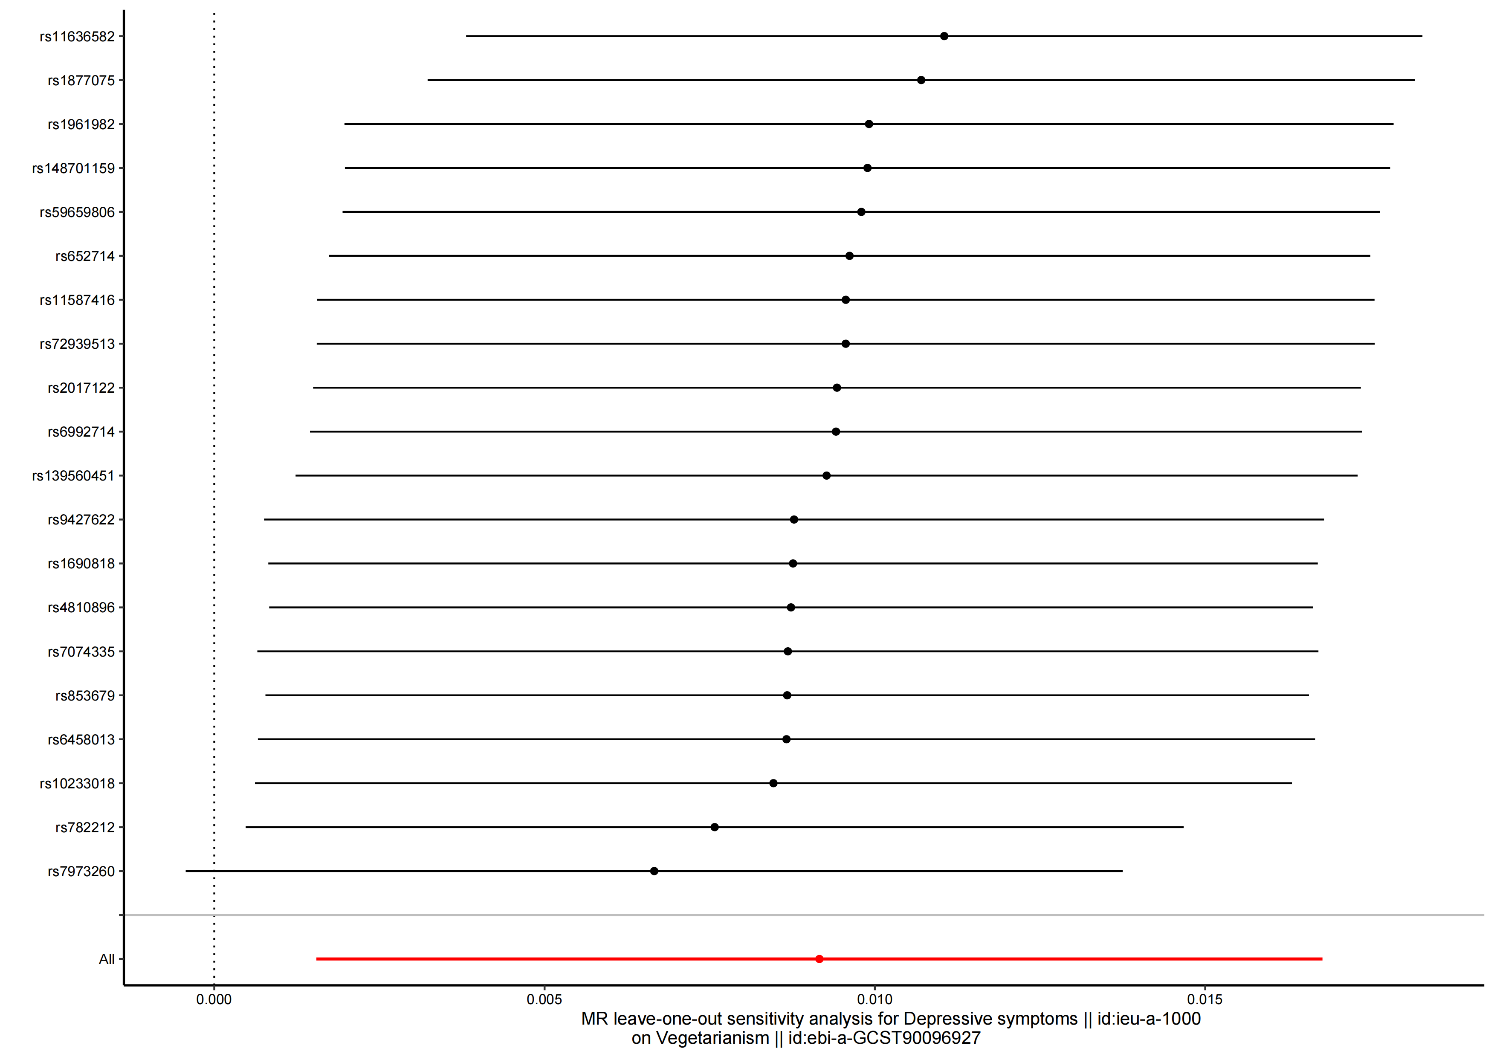 rs11636582
rs1877075
rs1961982
rs148701159
rs59659806
rs652714
rs11587416
rs72939513
rs2017122
rs6992714
rs139560451
rs9427622
rs1690818
rs4810896
rs7074335
rs853679
rs6458013
rs10233018
rs782212
rs7973260
All
0.000 0.005 0.010 0.015
MR leave-one-out sensitivity analysis for Depressive symptoms || id:ieu-a-1000
on Vegetarianism || id:ebi-a-GCST90096927